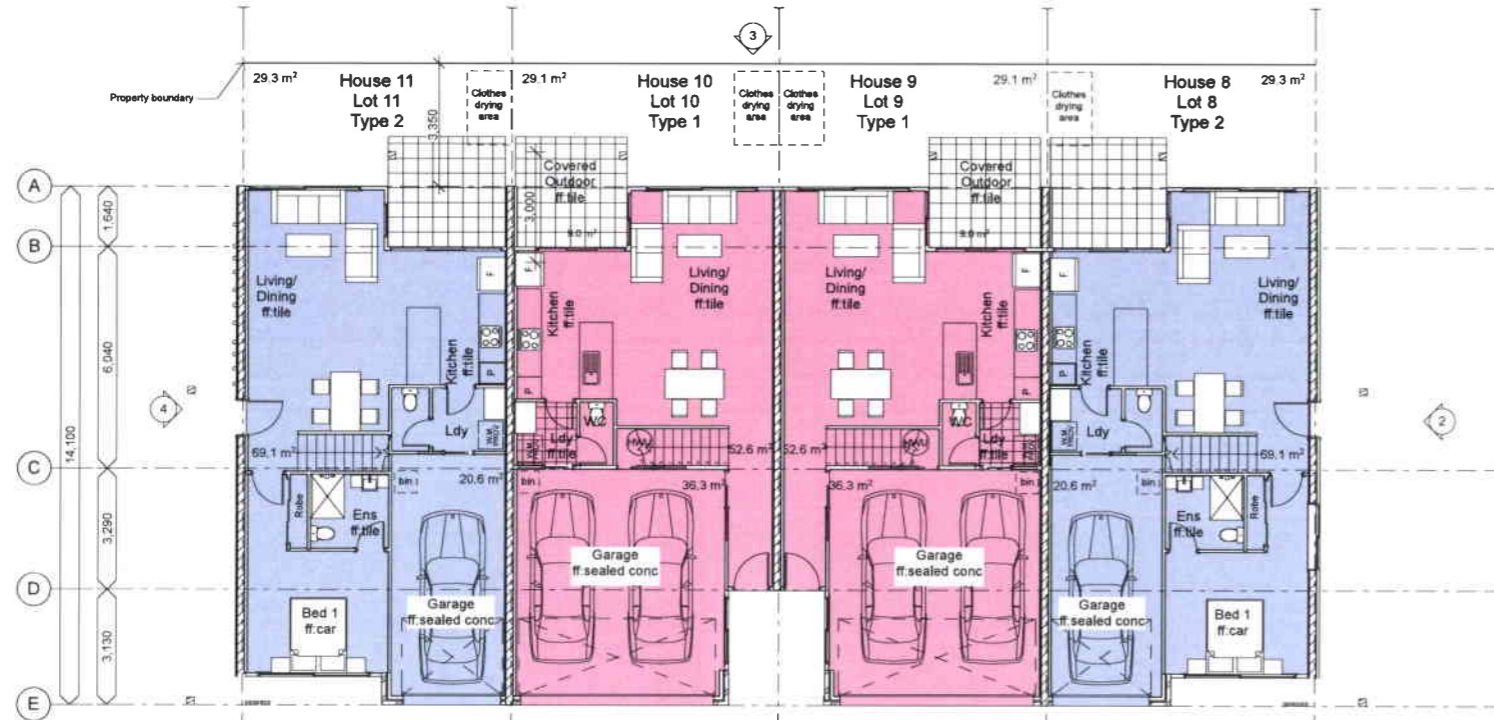 3
29.3 m²
House 11
Lot 11
Type 2
Clothes
drying
area
29.1 m²
House 10
Lot 10
Type 1
Clothes
drying
area
Clothes
drying
area
House 9
Lot 9
Type 1
29.1 m²
Clothes
drying
area
House 8
Lot 8
Type 2
29.3 m²
Property boundary
3,350
A
B
C
D
E
14,100
1,640
6,040
3,290
3,130
4
2
Living/
Dining
ff:tile
F
Kitchen
ff:tile
P
Ldy
W.M.
PROV
69,1 m²
20,6 m²
bin
Robe
Ens
ff:tile
Bed 1
ff:car
Garage
ff:sealed conc
Covered
Outdoor
ff:tile
3,000
9.0 m²
F
Kitchen
ff:tile
P
Living/
Dining
ff:tile
W.C
Ldy
ff:tile
HWU
52.6 m²
bin
36,3 m²
Garage
ff:sealed conc
Covered
Outdoor
ff:tile
9.0 m²
Living/
Dining
ff:tile
F
Kitchen
ff:tile
P
52.6 m²
HWU
W.C
Ldy
ff:tile
36,3 m²
bin
Garage
ff:sealed conc
F
Kitchen
ff:tile
P
Living/
Dining
ff:tile
W.M.
PROV
Ldy
69,1 m²
20,6 m²
bin
Ens
ff:tile
Robe
Garage
ff:sealed conc
Bed 1
ff:car